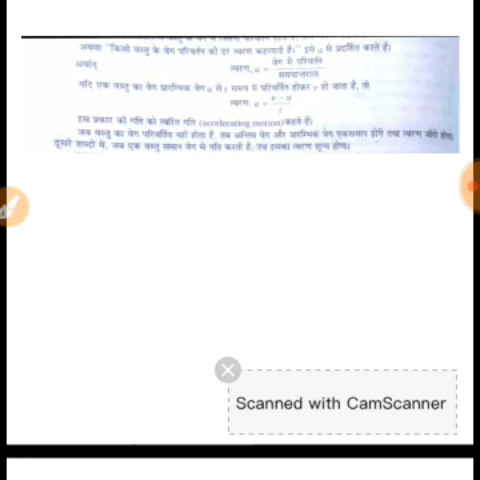 अथवा "किसी वस्तु के वेग परिवर्तन की दर त्वरण कहलाती है।" इसे a से प्रदर्शित करते हैं।
अर्थात् त्वरण, a = वेग में परिवर्तन / समयान्तराल
यदि एक वस्तु का वेग प्रारम्भिक वेग u से t समय में परिवर्तित होकर v हो जाता है, तो
त्वरण, a = v − u / t
इस प्रकार की गति को त्वरित गति (accelerating motion) कहते हैं।
जब वस्तु का वेग परिवर्तित नहीं होता है, तब अन्तिम वेग और प्रारम्भिक वेग एकसमान होंगे तथा त्वरण जीरो होगा।
दूसरे शब्दों में, जब एक वस्तु समान वेग से गति करती है, तब इसका त्वरण शून्य होगा।
Scanned with CamScanner